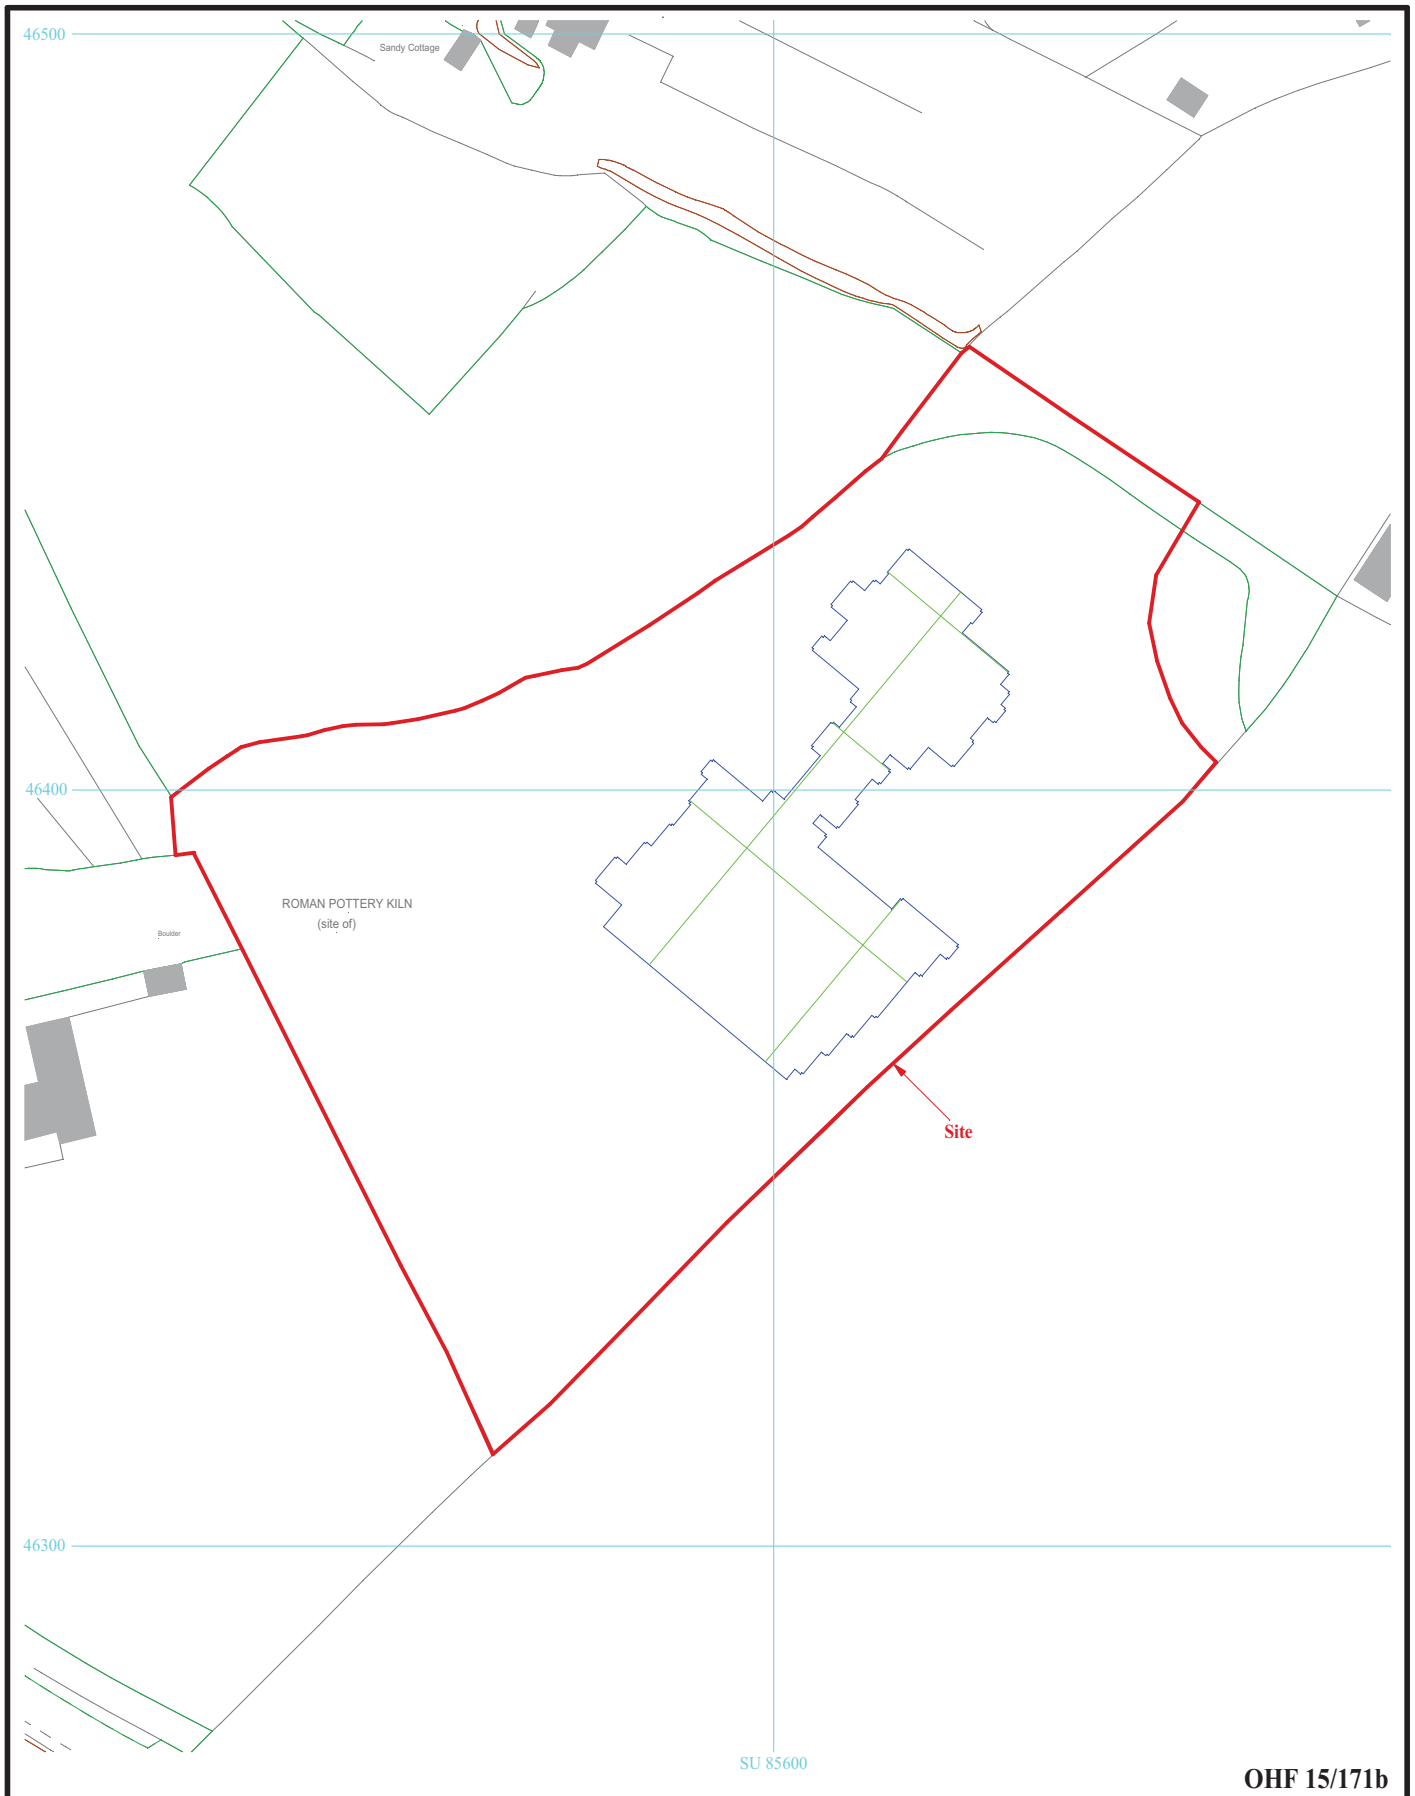 46500
Sandy Cottage
46400
ROMAN POTTERY KILN
(site of)
Boulder
Site
46300
SU 85600
OHF 15/171b